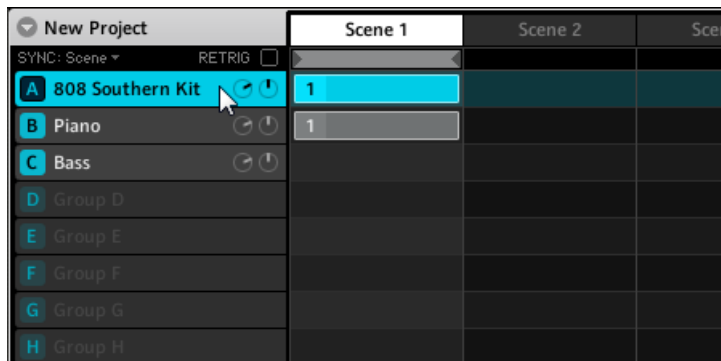 New Project Scene 1 Scene 2 Sce
SYNC: Scene RETRIG
A 808 Southern Kit 1
B Piano 1
C Bass
D Group D
E Group E
F Group F
G Group G
H Group H